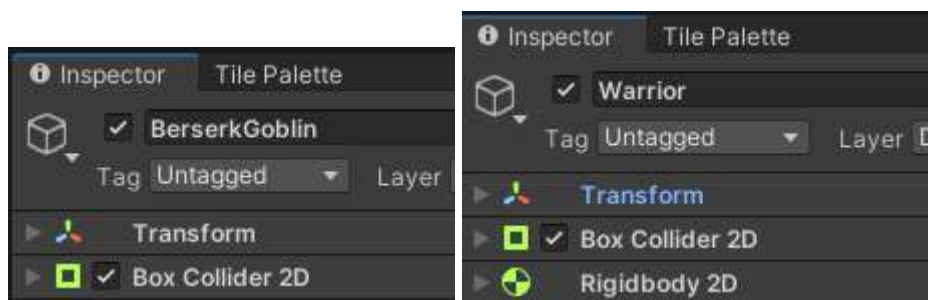 Inspector Tile Palette
BerserkGoblin
Tag Untagged Layer
Transform
Box Collider 2D
Inspector Tile Palette
Warrior
Tag Untagged Layer D
Transform
Box Collider 2D
Rigidbody 2D